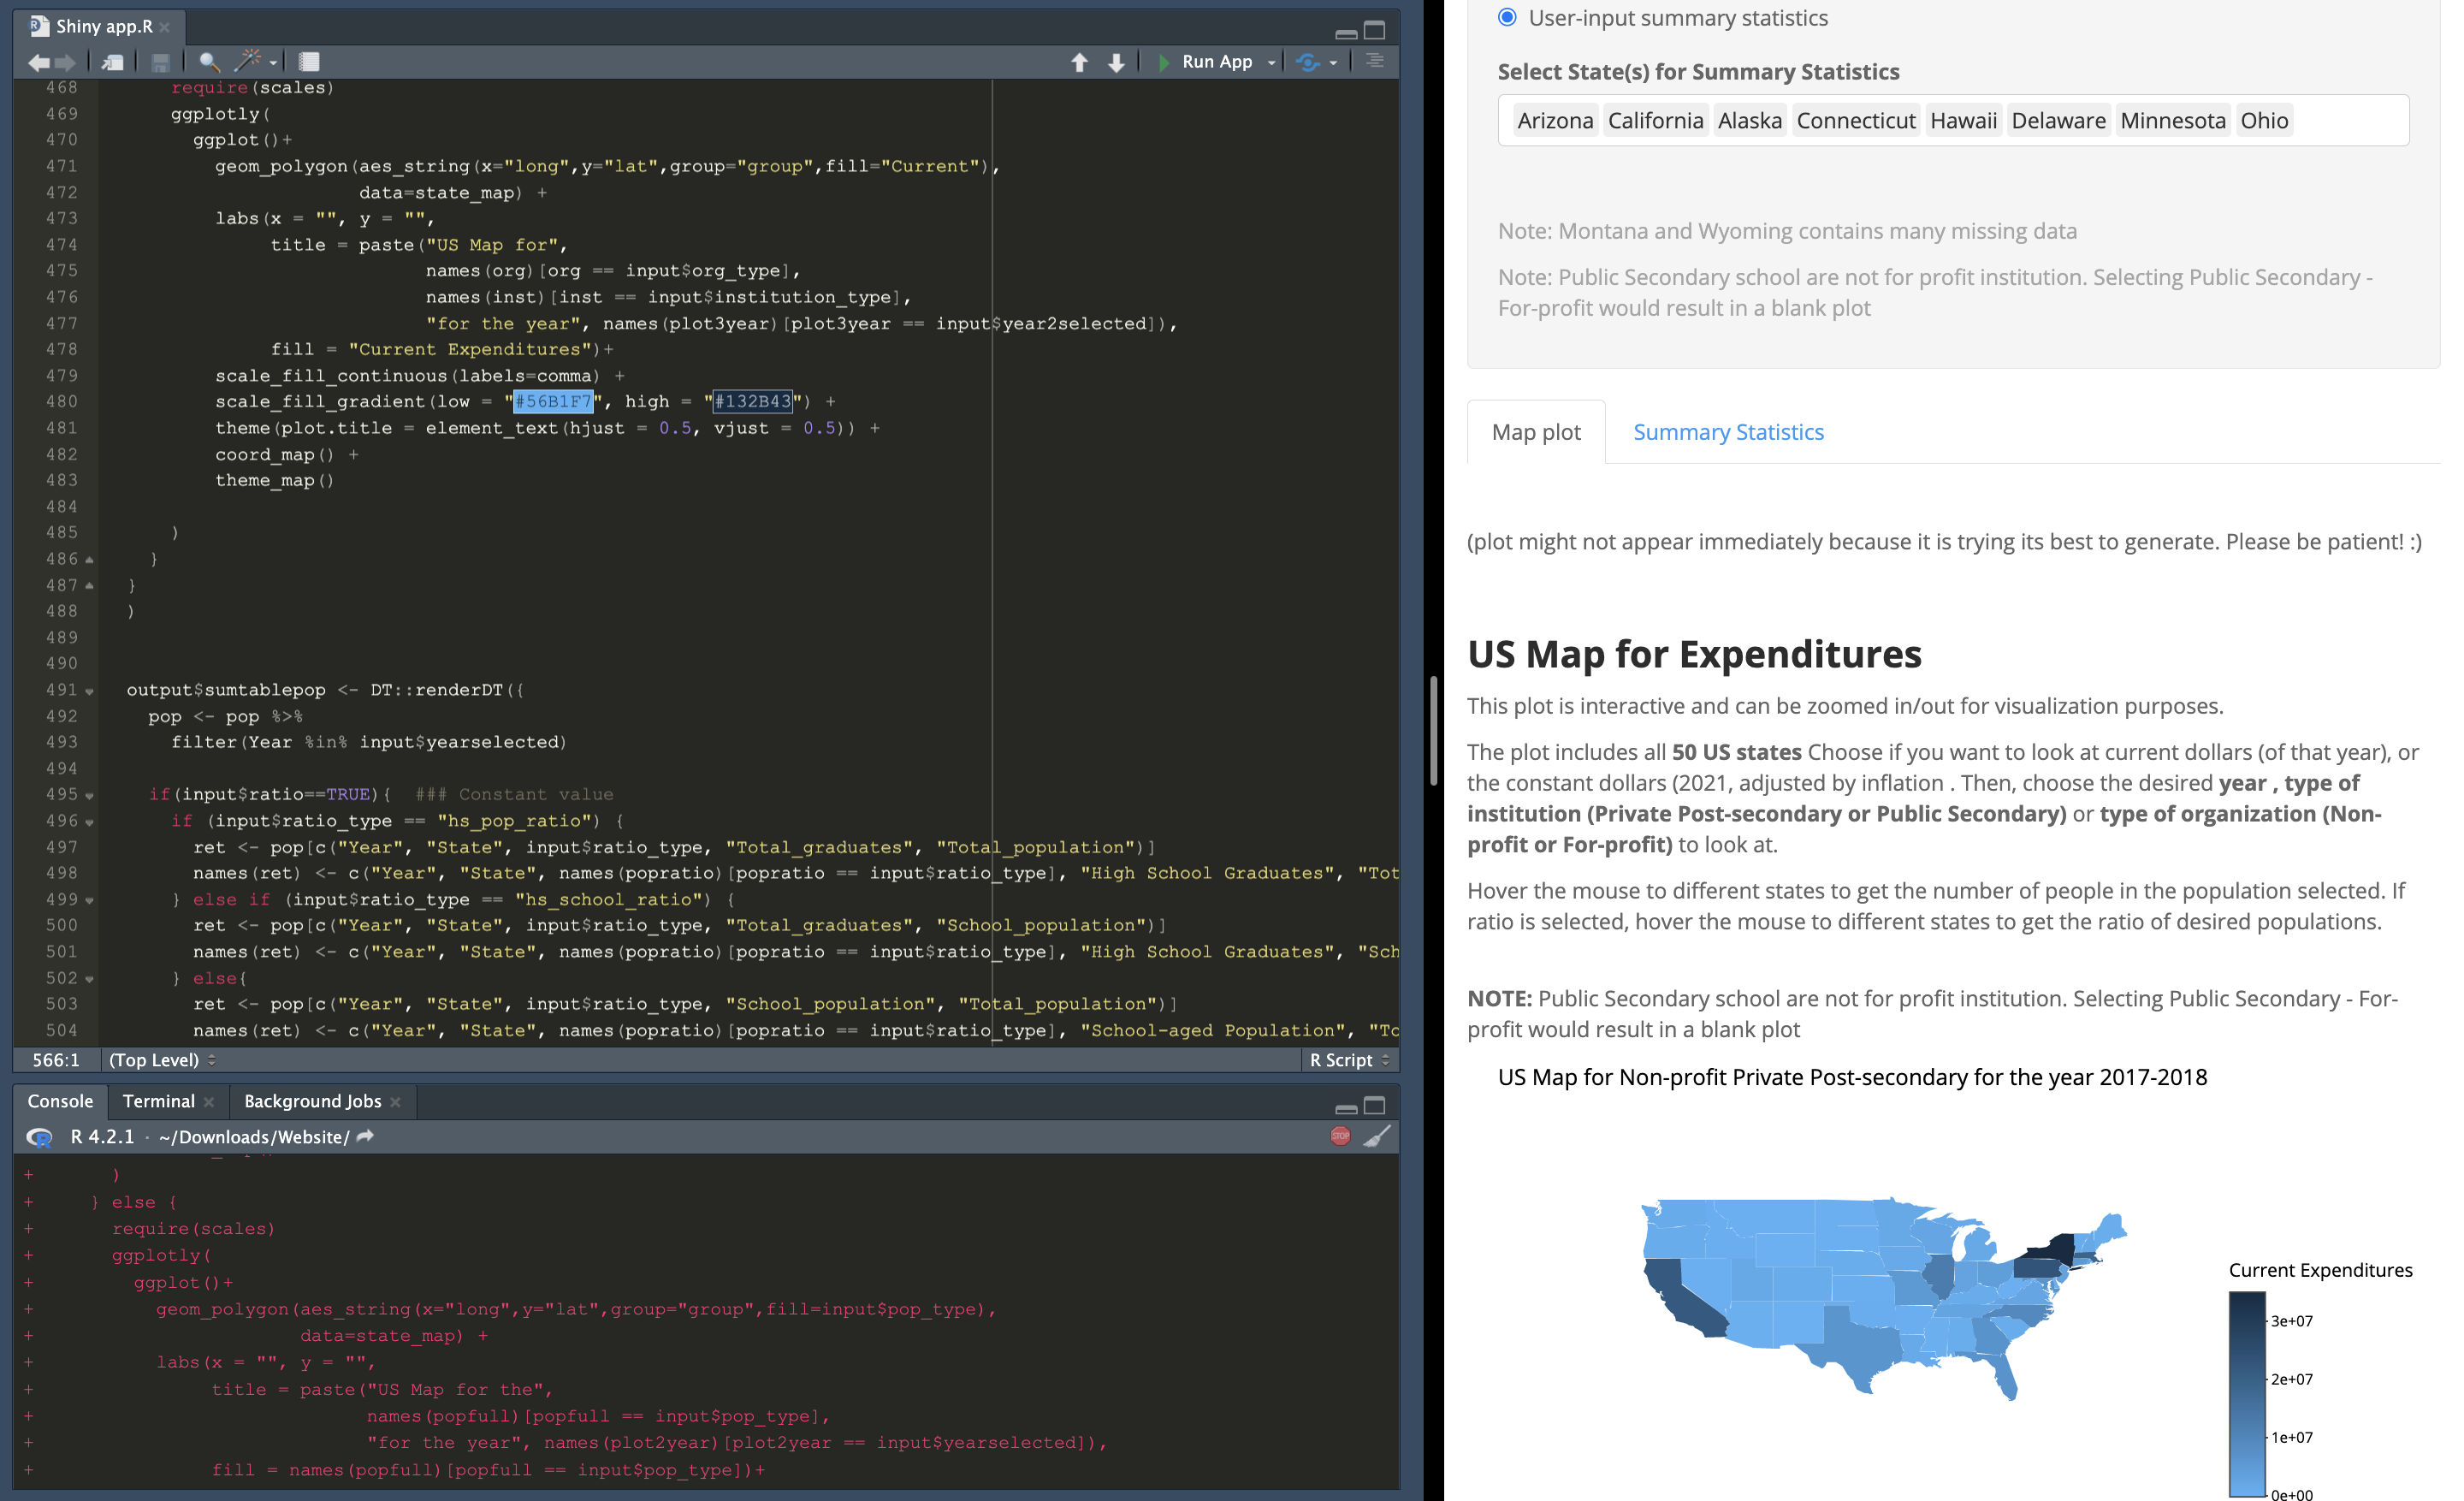 Shiny app.R
Run App
468 require(scales)
469 ggplotly(
470 ggplot()+
471 geom_polygon(aes_string(x="long",y="lat",group="group",fill="Current"),
472 data=state_map) +
473 labs(x = "", y = "",
474 title = paste("US Map for",
475 names(org)[org == input$org_type],
476 names(inst)[inst == input$institution_type],
477 "for the year", names(plot3year)[plot3year == input$year2selected]),
478 fill = "Current Expenditures")+
479 scale_fill_continuous(labels=comma) +
480 scale_fill_gradient(low = "#56B1F7", high = "#132B43") +
481 theme(plot.title = element_text(hjust = 0.5, vjust = 0.5)) +
482 coord_map() +
483 theme_map()
484
485 )
486 }
487 }
488 )
489
490
491 output$sumtablepop <- DT::renderDT({
492 pop <- pop %>%
493 filter(Year %in% input$yearselected)
494
495 if(input$ratio==TRUE){ ### Constant value
496 if (input$ratio_type == "hs_pop_ratio") {
497 ret <- pop[c("Year", "State", input$ratio_type, "Total_graduates", "Total_population")]
498 names(ret) <- c("Year", "State", names(popratio)[popratio == input$ratio_type], "High School Graduates", "Tot
499 } else if (input$ratio_type == "hs_school_ratio") {
500 ret <- pop[c("Year", "State", input$ratio_type, "Total_graduates", "School_population")]
501 names(ret) <- c("Year", "State", names(popratio)[popratio == input$ratio_type], "High School Graduates", "Sch
502 } else{
503 ret <- pop[c("Year", "State", input$ratio_type, "School_population", "Total_population")]
504 names(ret) <- c("Year", "State", names(popratio)[popratio == input$ratio_type], "School-aged Population", "To
566:1 (Top Level) R Script
Console Terminal Background Jobs
R 4.2.1 · ~/Downloads/Website/
STOP
+ )
+ } else {
+ require(scales)
+ ggplotly(
+ ggplot()+
+ geom_polygon(aes_string(x="long",y="lat",group="group",fill=input$pop_type),
+ data=state_map) +
+ labs(x = "", y = "",
+ title = paste("US Map for the",
+ names(popfull)[popfull == input$pop_type],
+ "for the year", names(plot2year)[plot2year == input$yearselected]),
+ fill = names(popfull)[popfull == input$pop_type])+
User-input summary statistics
Select State(s) for Summary Statistics
Arizona California Alaska Connecticut Hawaii Delaware Minnesota Ohio
Note: Montana and Wyoming contains many missing data
Note: Public Secondary school are not for profit institution. Selecting Public Secondary -
For-profit would result in a blank plot
Map plot Summary Statistics
(plot might not appear immediately because it is trying its best to generate. Please be patient! :)
US Map for Expenditures
This plot is interactive and can be zoomed in/out for visualization purposes.
The plot includes all 50 US states Choose if you want to look at current dollars (of that year), or
the constant dollars (2021, adjusted by inflation . Then, choose the desired year , type of
institution (Private Post-secondary or Public Secondary) or type of organization (Non-
profit or For-profit) to look at.
Hover the mouse to different states to get the number of people in the population selected. If
ratio is selected, hover the mouse to different states to get the ratio of desired populations.
NOTE: Public Secondary school are not for profit institution. Selecting Public Secondary - For-
profit would result in a blank plot
US Map for Non-profit Private Post-secondary for the year 2017-2018
Current Expenditures
3e+07
2e+07
1e+07
0e+00